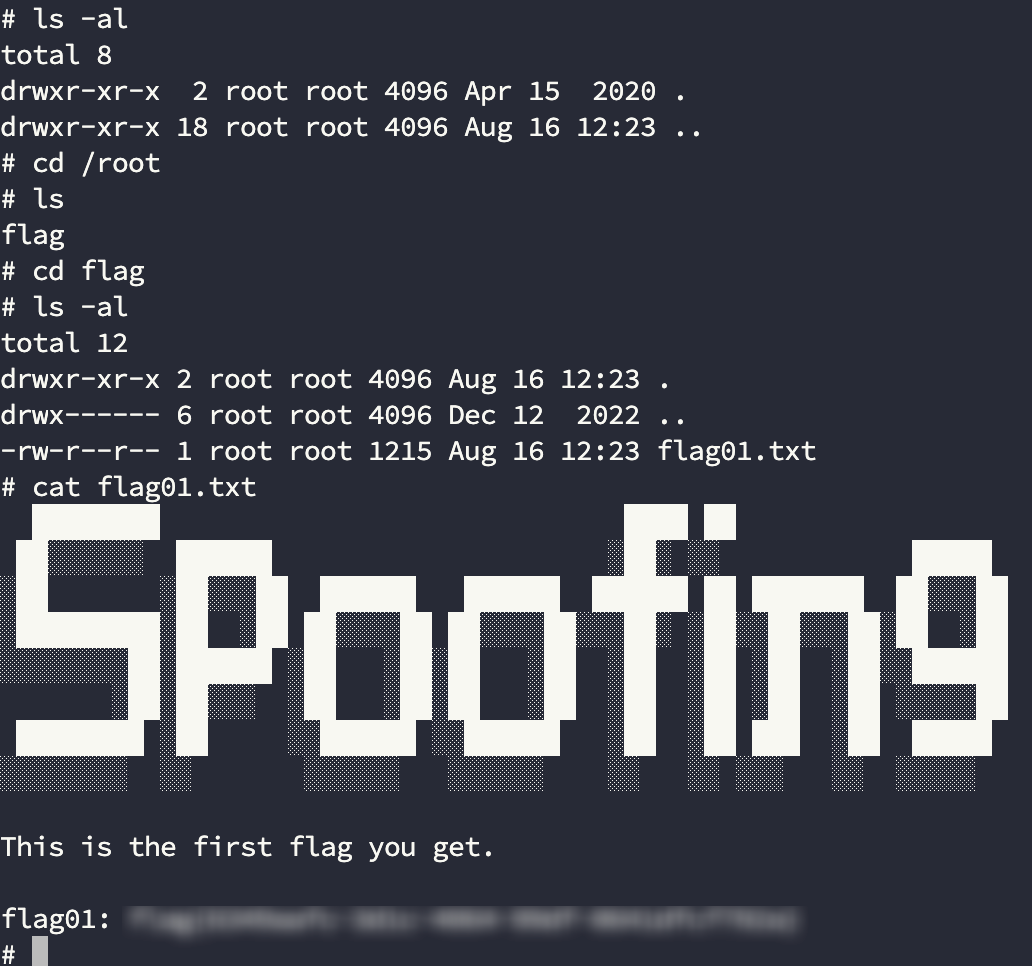 # ls -al
total 8
drwxr-xr-x  2 root root 4096 Apr 15  2020 .
drwxr-xr-x 18 root root 4096 Aug 16 12:23 ..
# cd /root
# ls
flag
# cd flag
# ls -al
total 12
drwxr-xr-x 2 root root 4096 Aug 16 12:23 .
drwx------ 6 root root 4096 Dec 12  2022 ..
-rw-r--r-- 1 root root 1215 Aug 16 12:23 flag01.txt
# cat flag01.txt
Spoofing
This is the first flag you get.
flag01:
#